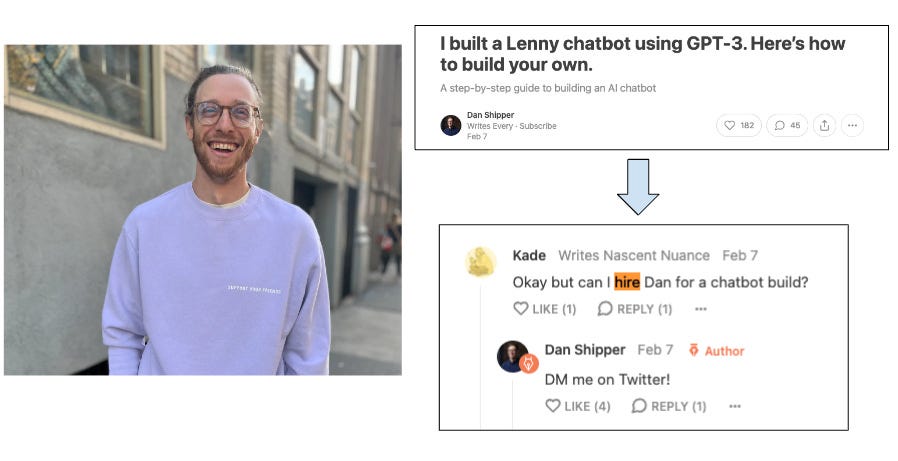 SUPPORT YOUR FRIENDS
I built a Lenny chatbot using GPT-3. Here's how
to build your own.
A step-by-step guide to building an AI chatbot
Dan Shipper
Writes Every · Subscribe
Feb 7
182
45
Kade Writes Nascent Nuance Feb 7
Okay but can I hire Dan for a chatbot build?
LIKE (1) REPLY (1)
Dan Shipper Feb 7 Author
DM me on Twitter!
LIKE (4) REPLY (1)